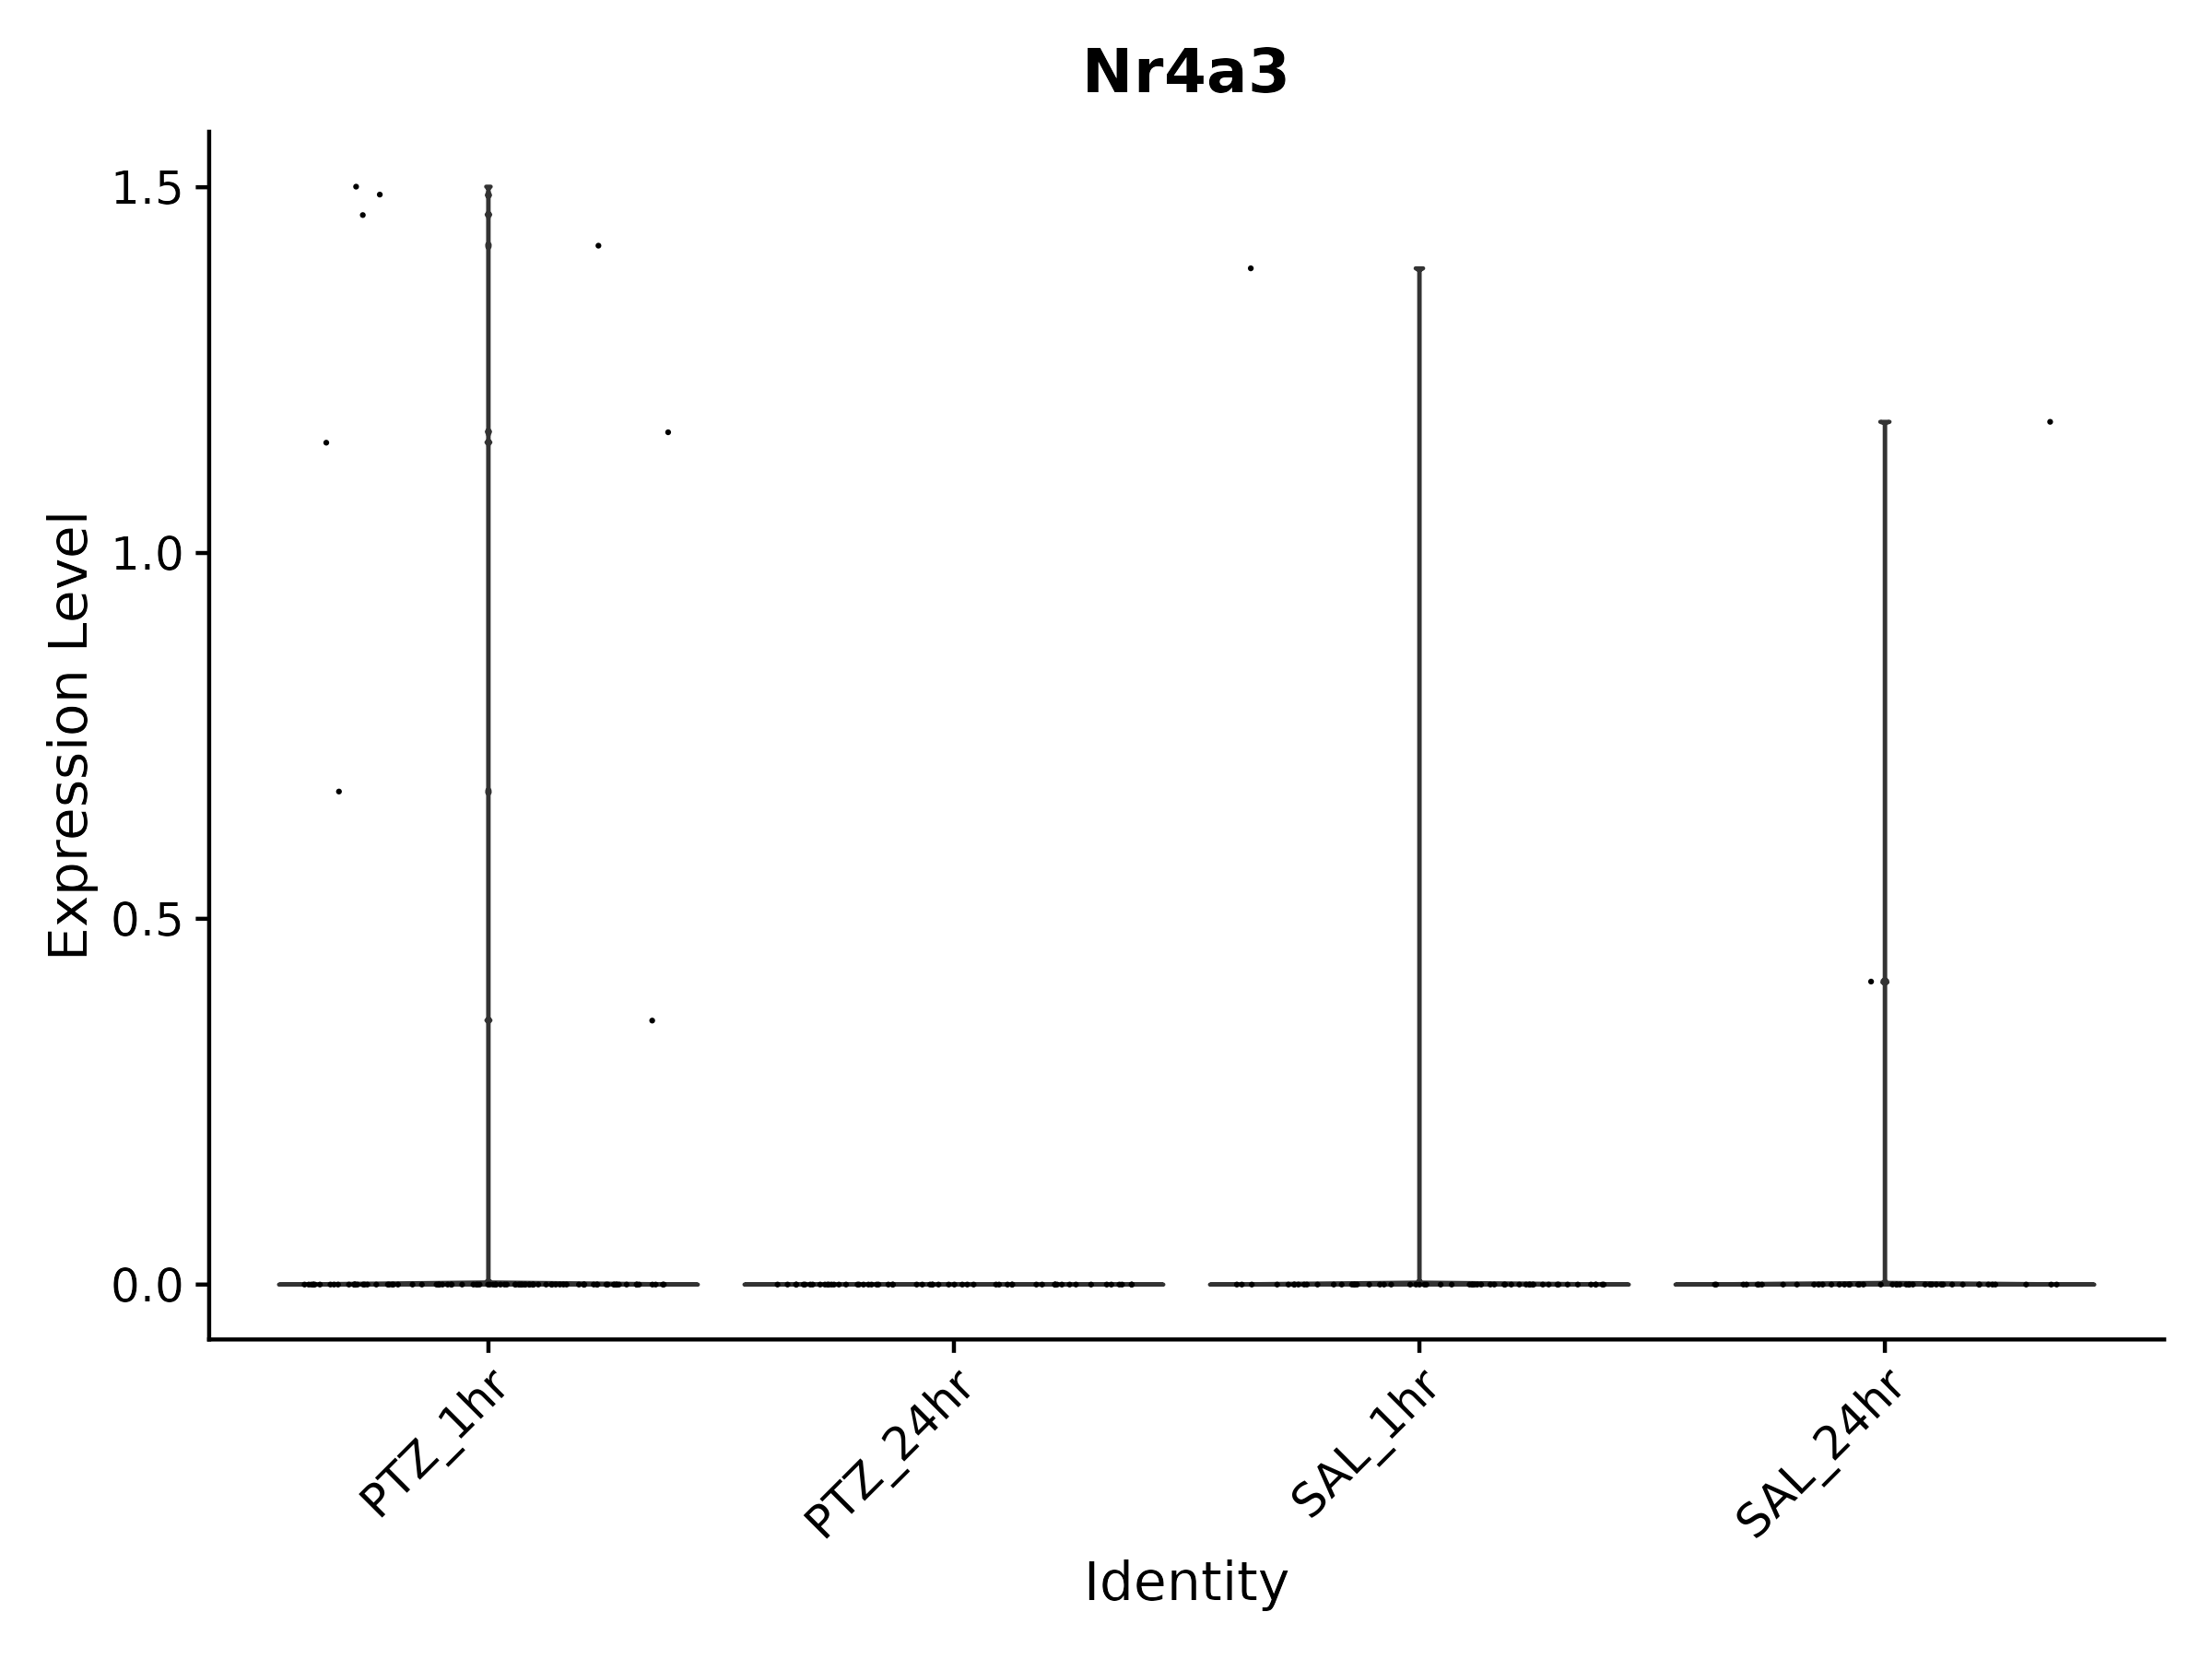 Nr4a3
Expression Level
1.5
1.0
0.5
0.0
PTZ_1hr
PTZ_24hr
SAL_1hr
SAL_24hr
Identity